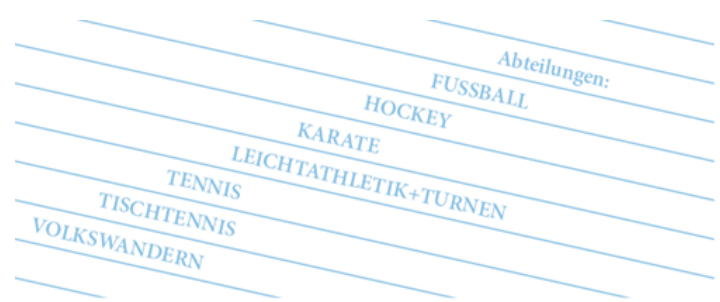 Abteilungen:
FUSSBALL
HOCKEY
KARATE
LEICHTATHLETIK+TURNEN
TENNIS
TISCHTENNIS
VOLKSWANDERN